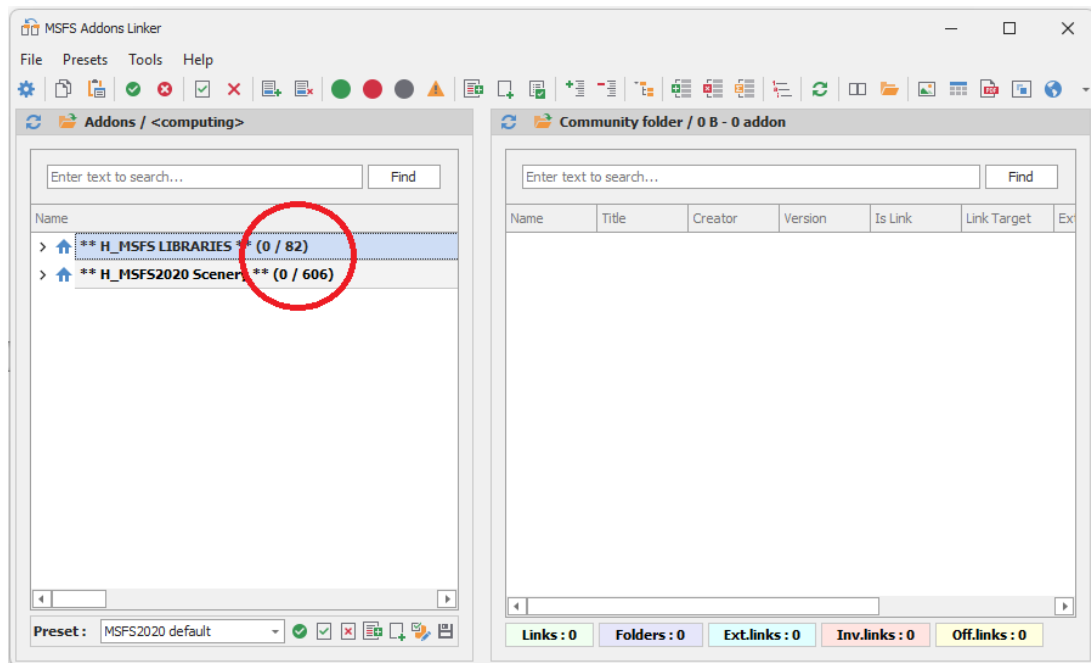 MSFS Addons Linker
File Presets Tools Help
Addons / <computing>
Enter text to search... Find
Name
** H_MSFS LIBRARIES ** (0 / 82)
** H_MSFS2020 Scenery ** (0 / 606)
Preset : MSFS2020 default
Community folder / 0 B - 0 addon
Enter text to search... Find
Name Title Creator Version Is Link Link Target Ext
Links : 0 Folders : 0 Ext.links : 0 Inv.links : 0 Off.links : 0